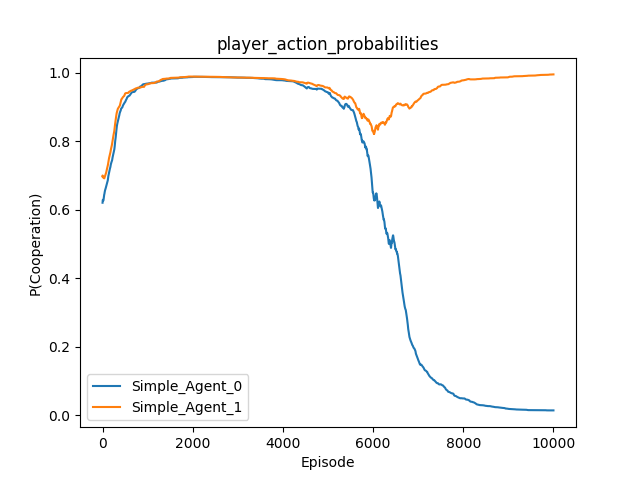 player_action_probabilities
P(Cooperation)
1.0
0.8
0.6
0.4
0.2
0.0
Simple_Agent_0
Simple_Agent_1
0 2000 4000 6000 8000 10000
Episode